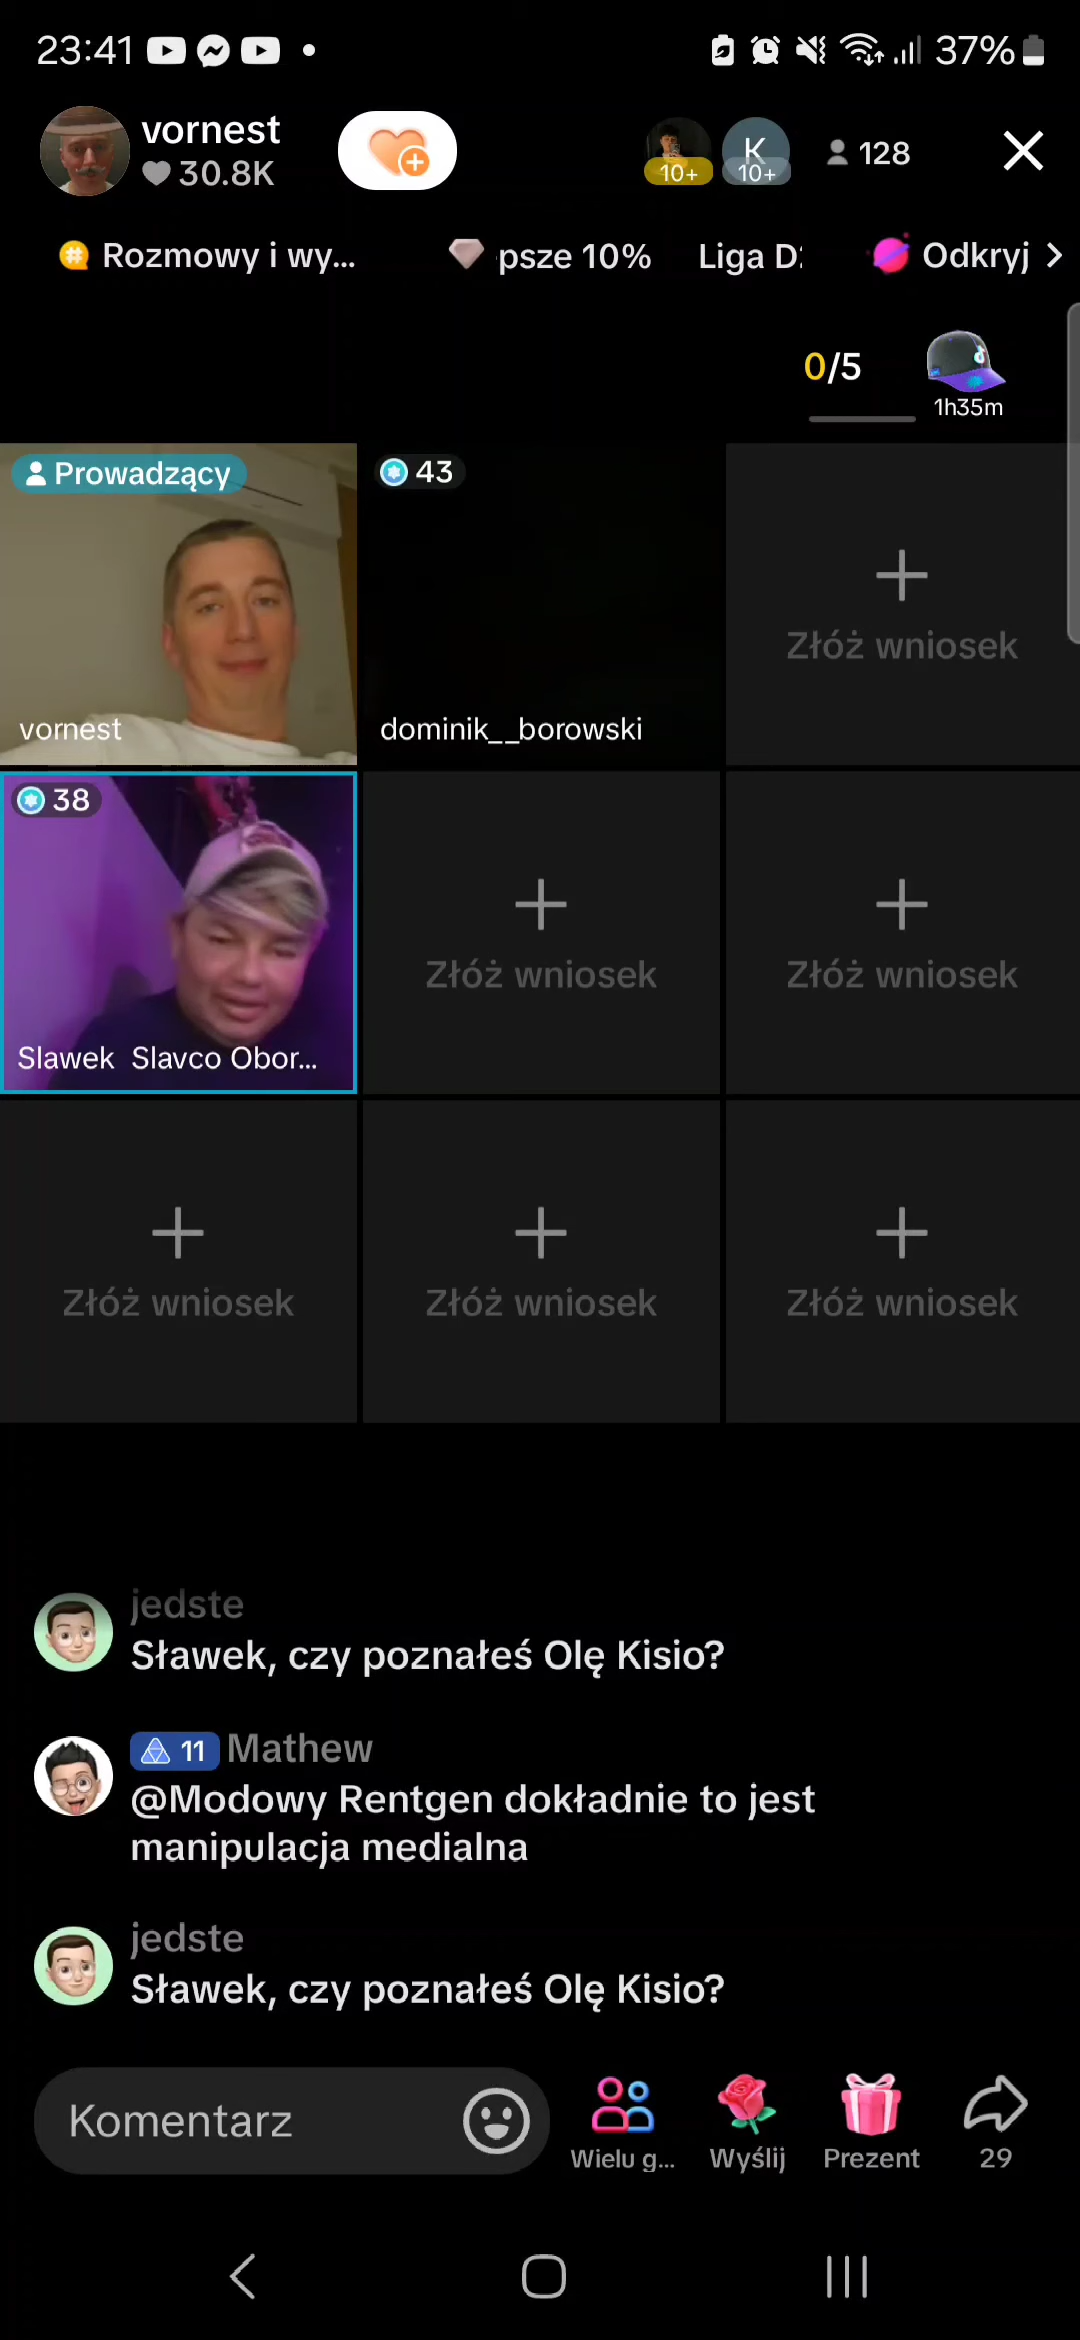 23:41
37%
vornest
30.8K
10+
K
10+
128
Rozmowy i wy...
psze 10%
Liga D
Odkryj
0/5
1h35m
Prowadzący
43
vornest
dominik__borowski
Złóż wniosek
38
Slawek  Slavco Obor...
Złóż wniosek
Złóż wniosek
Złóż wniosek
Złóż wniosek
Złóż wniosek
jedste
Sławek, czy poznałeś Olę Kisio?
11 Mathew
@Modowy Rentgen dokładnie to jest
manipulacja medialna
jedste
Sławek, czy poznałeś Olę Kisio?
Komentarz
Wielu g...
Wyślij
Prezent
29